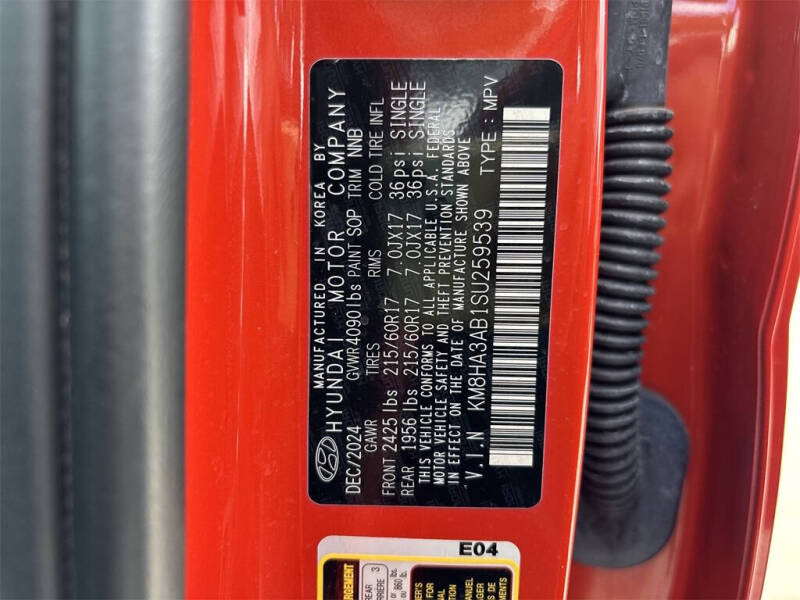 MANUFACTURED IN KOREA BY
HYUNDAI MOTOR COMPANY
DEC/2024 GVWR 4090 lbs PAINT SOP TRIM NNB
GAWR TIRES RIMS COLD TIRE INFL
FRONT 2425 lbs 215/60R17 7.0JX17 36psi SINGLE
REAR 1956 lbs 215/60R17 7.0JX17 36psi SINGLE
THIS VEHICLE CONFORMS TO ALL APPLICABLE U.S.A. FEDERAL
MOTOR VEHICLE SAFETY AND THEFT PREVENTION STANDARDS
IN EFFECT ON THE DATE OF MANUFACTURE SHOWN ABOVE
V.I.N KM8HA3AB1SU259539 TYPE : MPV
E04
REAR
3